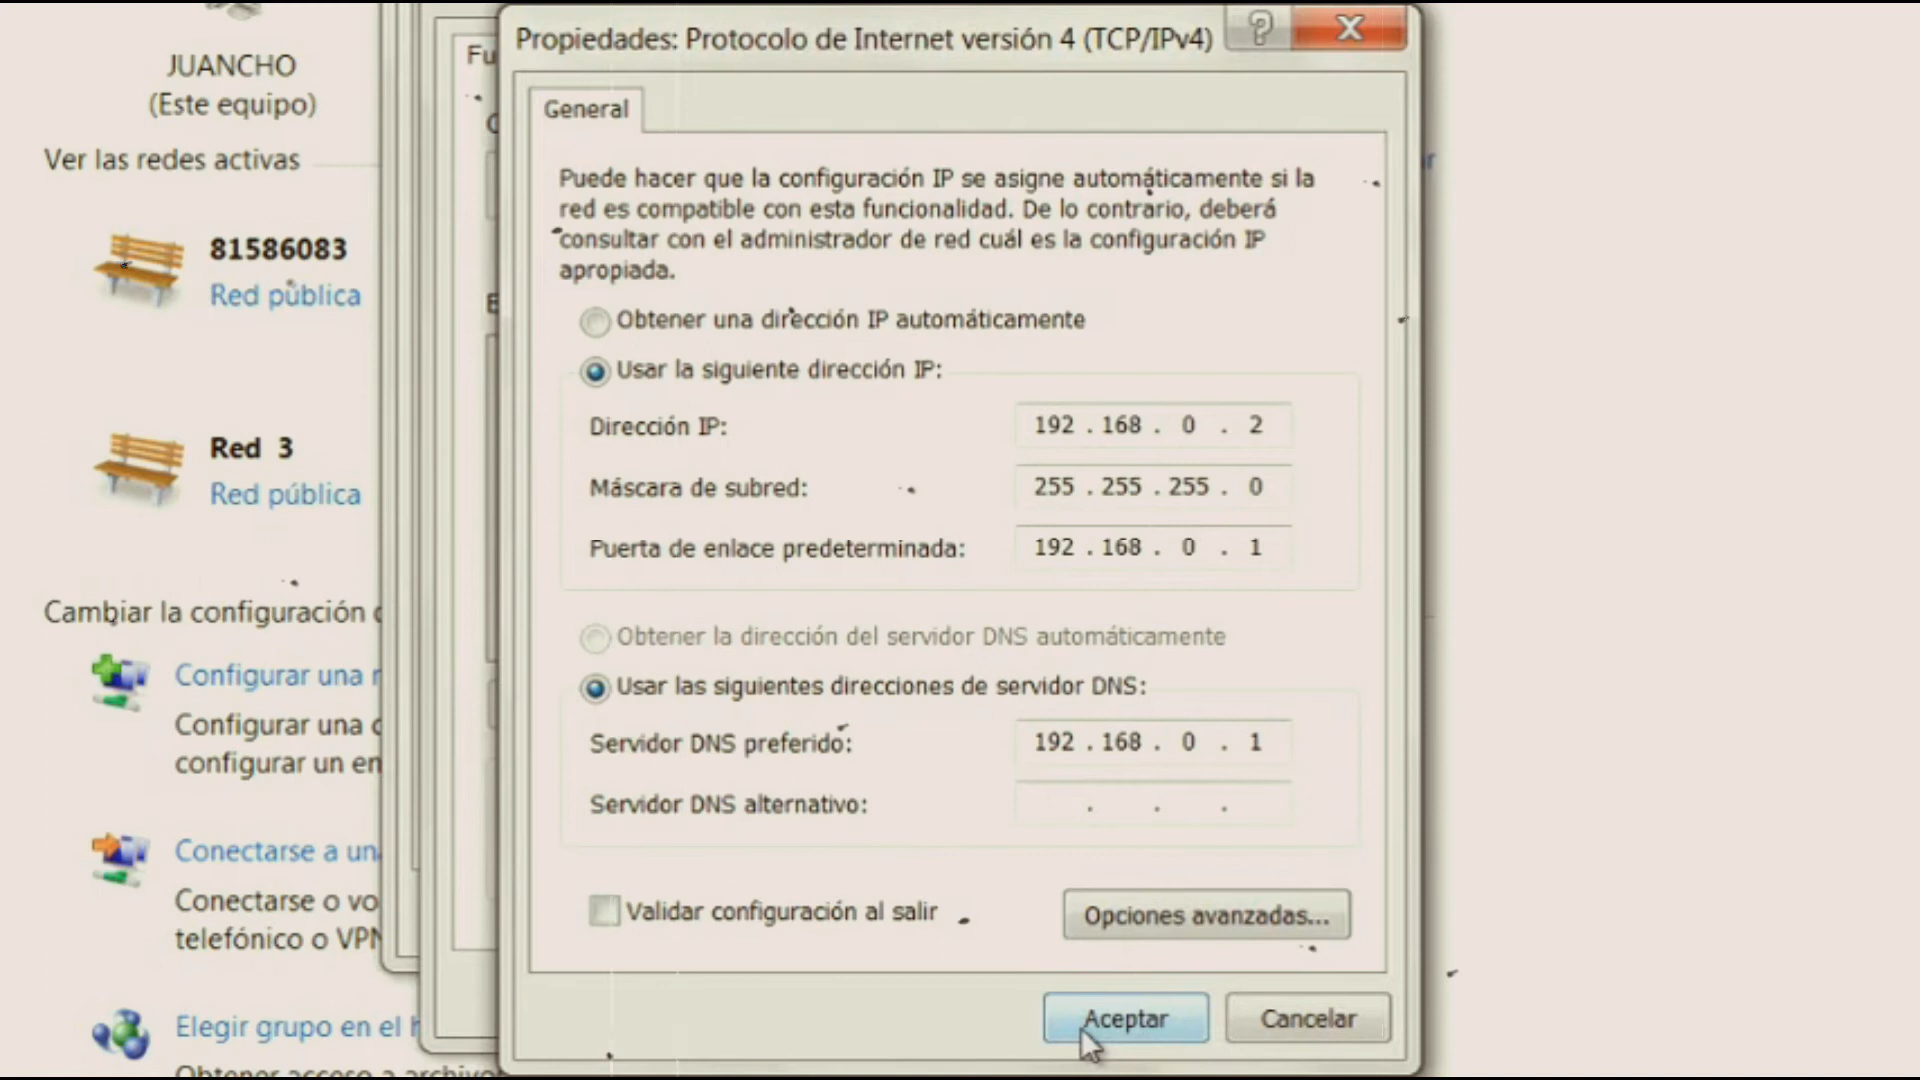 JUANCHO
(Este equipo)
Ver las redes activas
81586083
Red pública
Red 3
Red pública
Cambiar la configuración
Configurar una
Configurar una
configurar un
Conectarse a
Conectarse o
telefónico o VPN
Elegir grupo en el
Obtener acceso a
Propiedades: Protocolo de Internet versión 4 (TCP/IPv4)
General
Puede hacer que la configuración IP se asigne automáticamente si la
red es compatible con esta funcionalidad. De lo contrario, deberá
consultar con el administrador de red cuál es la configuración IP
apropiada.
Obtener una dirección IP automáticamente
Usar la siguiente dirección IP:
Dirección IP: 192 . 168 . 0 . 2
Máscara de subred: 255 . 255 . 255 . 0
Puerta de enlace predeterminada: 192 . 168 . 0 . 1
Obtener la dirección del servidor DNS automáticamente
Usar las siguientes direcciones de servidor DNS:
Servidor DNS preferido: 192 . 168 . 0 . 1
Servidor DNS alternativo: . . .
Validar configuración al salir
Opciones avanzadas...
Aceptar
Cancelar